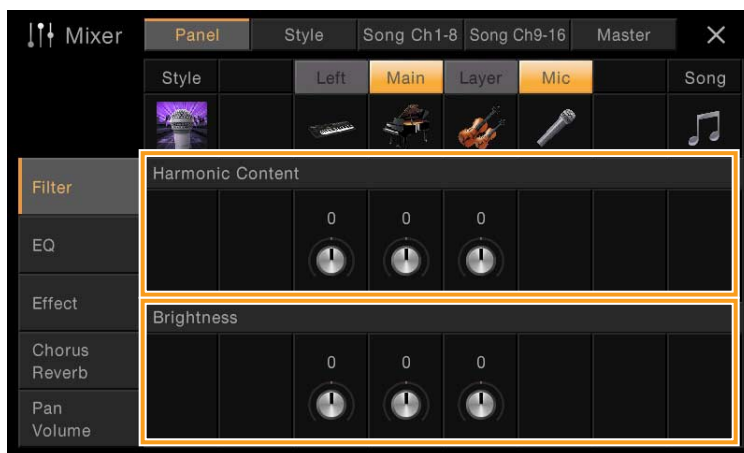 Mixer
Panel
Style
Song Ch1-8
Song Ch9-16
Master
Style
Left
Main
Layer
Mic
Song
Filter
Harmonic Content
0
0
0
EQ
Effect
Brightness
Chorus
Reverb
0
0
0
Pan
Volume